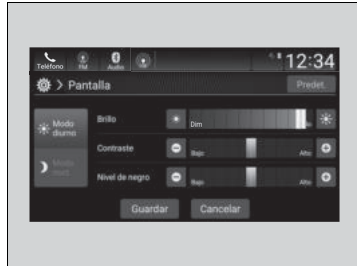 Teléfono Audio 12:34
> Pantalla Predet.
Modo diurno
Brillo Dim
Contraste Bajo Alto
Modo
Nivel de negro Bajo Alto
Guardar Cancelar